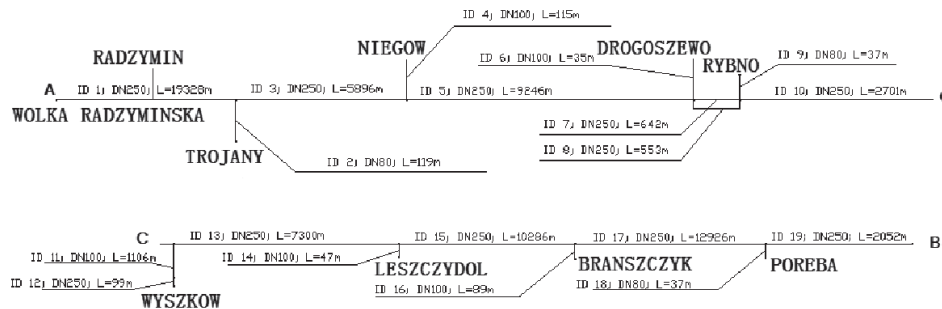 ID 4; DN100; L=115m
NIEGOW
DROGOSZEWO
RADZYMIN
ID 6; DN100; L=35m
RYBNO
ID 9; DN80; L=37m
A
ID 1; DN250; L=19328m
ID 3; DN250; L=5896m
ID 5; DN250; L=9246m
ID 10; DN250; L=2701m
WOLKA RADZYMINSKA
ID 7; DN250; L=642m
TROJANY
ID 8; DN250; L=553m
ID 2; DN80; L=119m
C
ID 13; DN250; L=7300m
ID 15; DN250; L=10286m
ID 17; DN250; L=12926m
ID 19; DN250; L=2052m
B
ID 11; DN100; L=1106m
ID 14; DN100; L=47m
LESZCZYDOL
BRANSZCZYK
POREBA
ID 12; DN250; L=99m
ID 16; DN100; L=89m
ID 18; DN80; L=37m
WYSZKOW